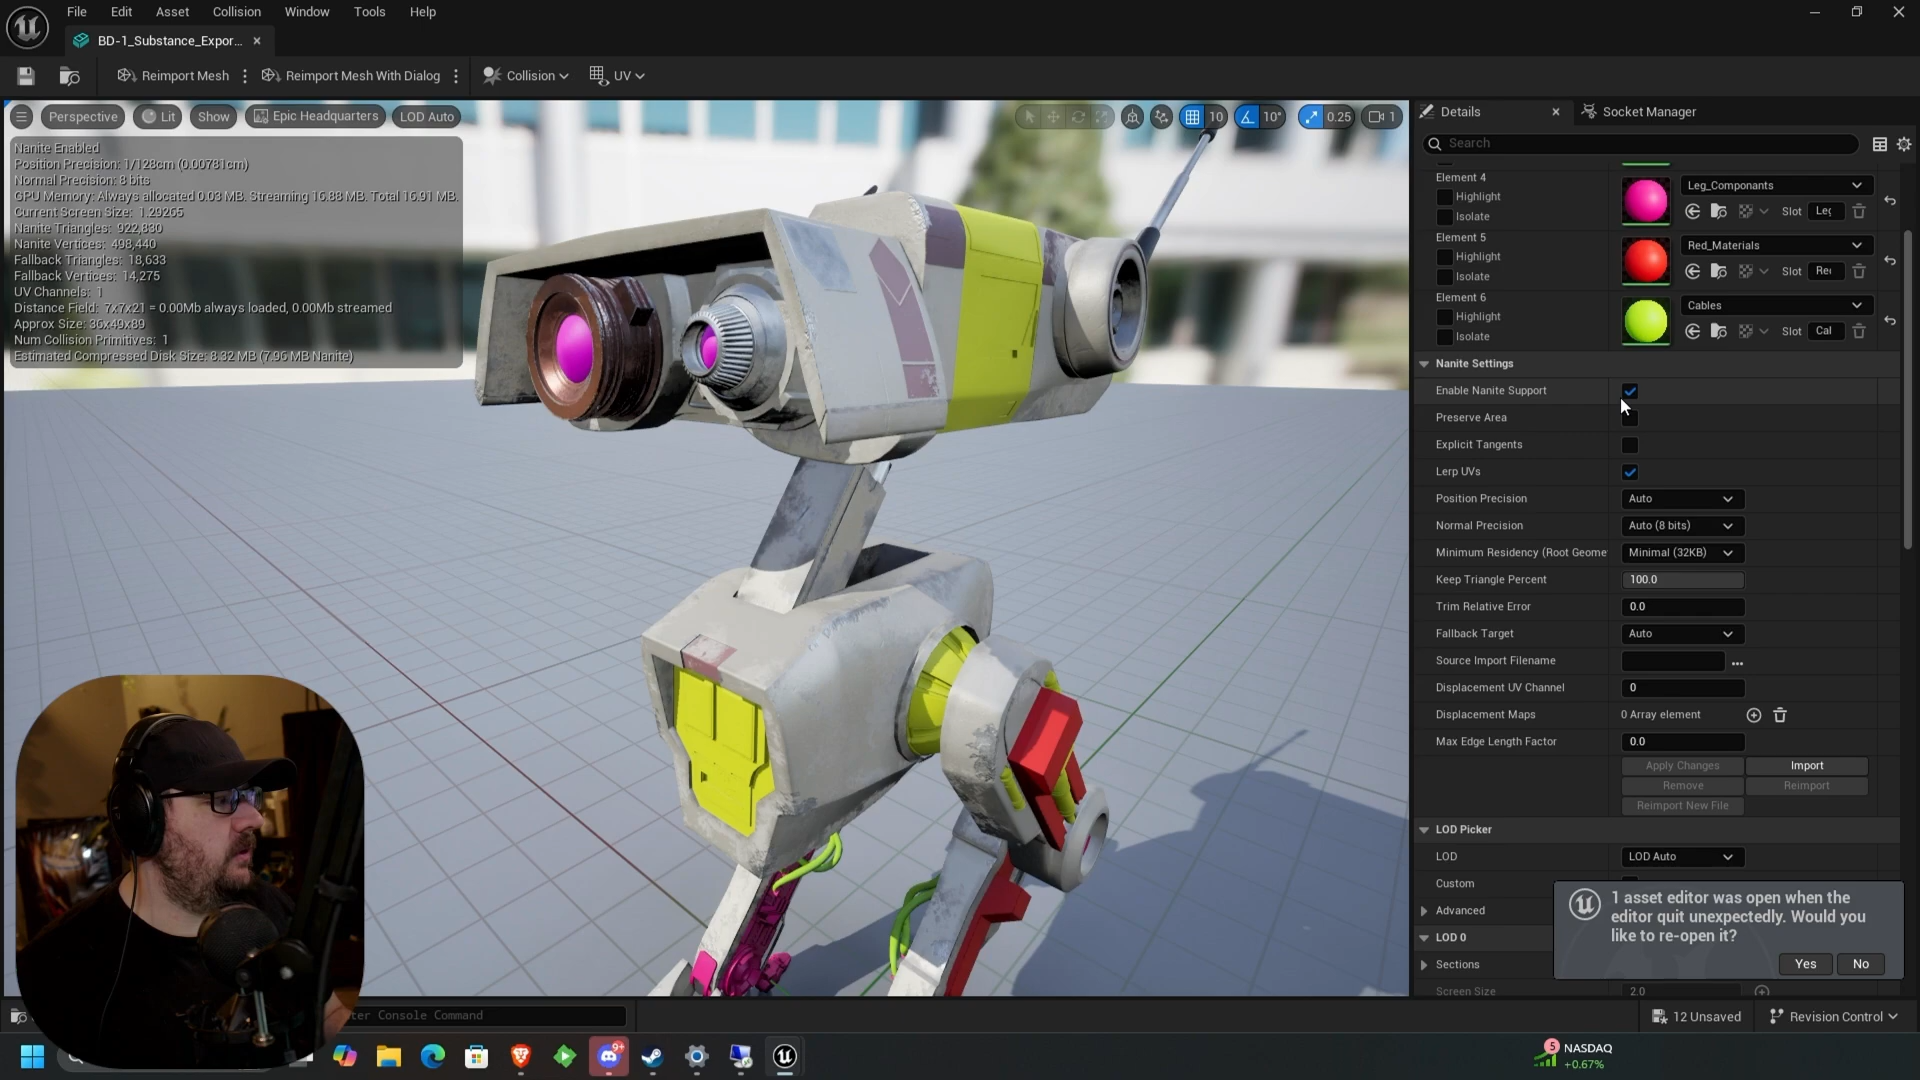 File Edit Asset Collision Window Tools Help
BD-1_Substance_Expor...
Reimport Mesh
Reimport Mesh With Dialog
Collision
UV
Perspective
Lit
Show
Epic Headquarters
LOD Auto
10
10°
0.25
1
Nanite Enabled
Position Precision: 1/128cm (0.00781cm)
Normal Precision: 8 bits
GPU Memory: Always allocated 0.03 MB. Streaming 16.88 MB. Total 16.91 MB.
Current Screen Size: 1.29265
Nanite Triangles: 922,830
Nanite Vertices: 498,440
Fallback Triangles: 18,633
Fallback Vertices: 14,275
UV Channels: 1
Distance Field: 7x7x21 = 0.00Mb always loaded, 0.00Mb streamed
Approx Size: 36x49x89
Num Collision Primitives: 1
Estimated Compressed Disk Size: 8.32 MB (7.96 MB Nanite)
Details
Socket Manager
Search
Element 4
Highlight
Isolate
Leg_Componants
Slot Leg
Element 5
Highlight
Isolate
Red_Materials
Slot Red
Element 6
Highlight
Isolate
Cables
Slot Cal
Nanite Settings
Enable Nanite Support
Preserve Area
Explicit Tangents
Lerp UVs
Position Precision Auto
Normal Precision Auto (8 bits)
Minimum Residency (Root Geome Minimal (32KB)
Keep Triangle Percent 100.0
Trim Relative Error 0.0
Fallback Target Auto
Source Import Filename ...
Displacement UV Channel 0
Displacement Maps 0 Array element
Max Edge Length Factor 0.0
Apply Changes Import
Remove Reimport
Reimport New File
LOD Picker
LOD LOD Auto
Custom
Advanced
LOD 0
Sections
Screen Size 2.0
1 asset editor was open when the
editor quit unexpectedly. Would you
like to re-open it?
Yes No
ter Console Command
12 Unsaved
Revision Control
9+
5
NASDAQ
+0.67%